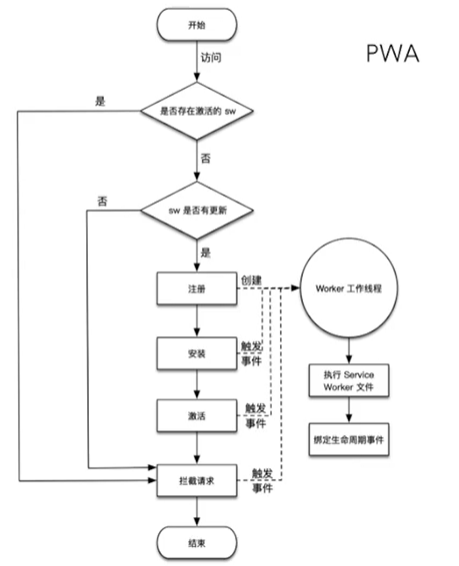 开始
PWA
访问
是
是否存在激活的 sw
否
否
sw 是否有更新
是
注册
创建
Worker 工作线程
安装
触发
事件
执行 Service
Worker 文件
激活
触发
事件
绑定生命周期事件
拦截请求
触发
事件
结束